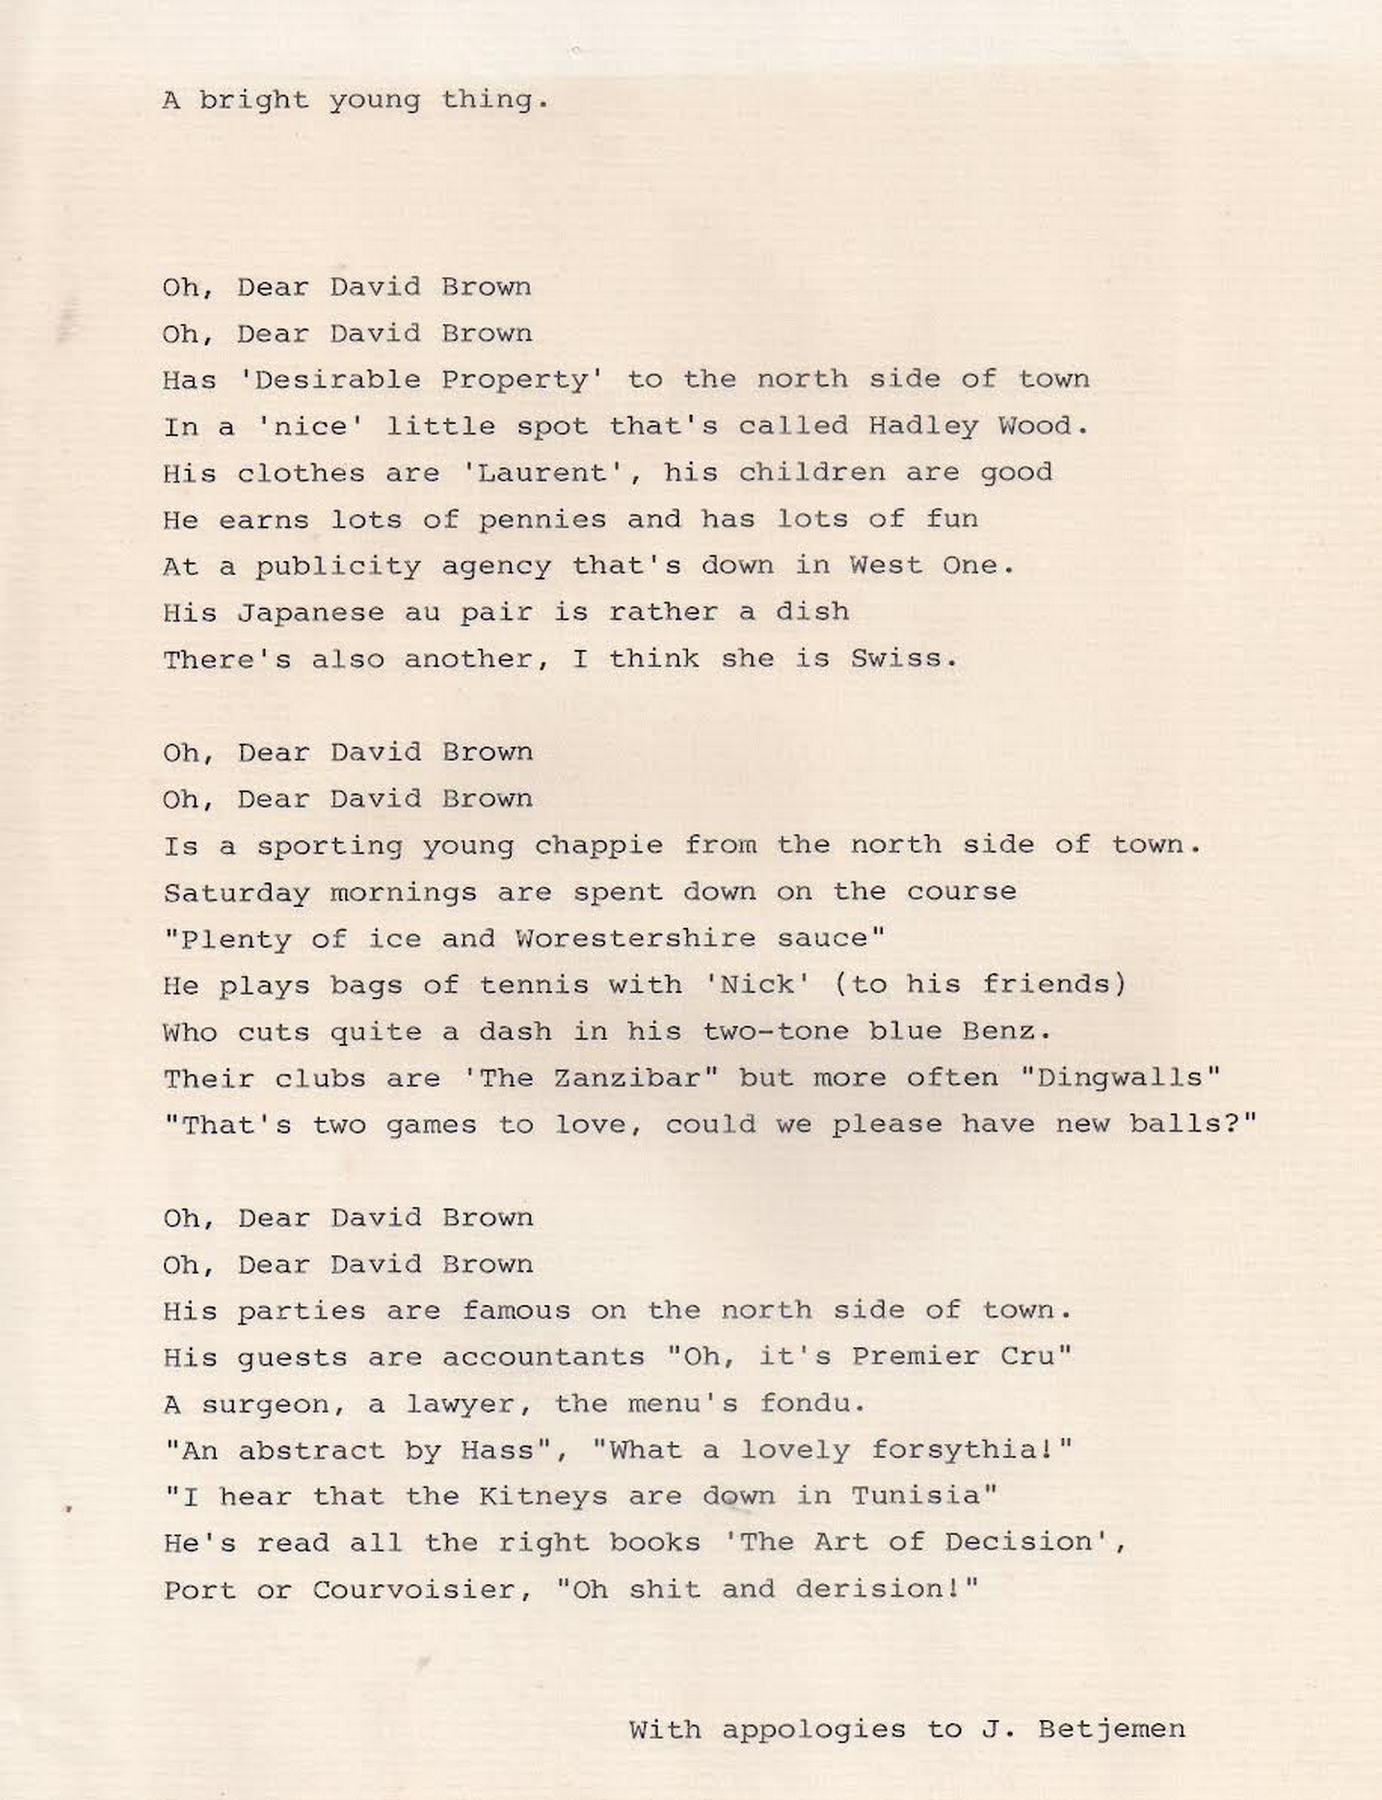 A bright young thing.
Oh, Dear David Brown
Oh, Dear David Brown
Has 'Desirable Property' to the north side of town
In a 'nice' little spot that's called Hadley Wood.
His clothes are 'Laurent', his children are good
He earns lots of pennies and has lots of fun
At a publicity agency that's down in West One.
His Japanese au pair is rather a dish
There's also another, I think she is Swiss.
Oh, Dear David Brown
Oh, Dear David Brown
Is a sporting young chappie from the north side of town.
Saturday mornings are spent down on the course
"Plenty of ice and Worestershire sauce"
He plays bags of tennis with 'Nick' (to his friends)
Who cuts quite a dash in his two-tone blue Benz.
Their clubs are 'The Zanzibar" but more often "Dingwalls"
"That's two games to love, could we please have new balls?"
Oh, Dear David Brown
Oh, Dear David Brown
His parties are famous on the north side of town.
His guests are accountants "Oh, it's Premier Cru"
A surgeon, a lawyer, the menu's fondu.
"An abstract by Hass", "What a lovely forsythia!"
"I hear that the Kitneys are down in Tunisia"
He's read all the right books 'The Art of Decision',
Port or Courvoisier, "Oh shit and derision!"
With appologies to J. Betjemen